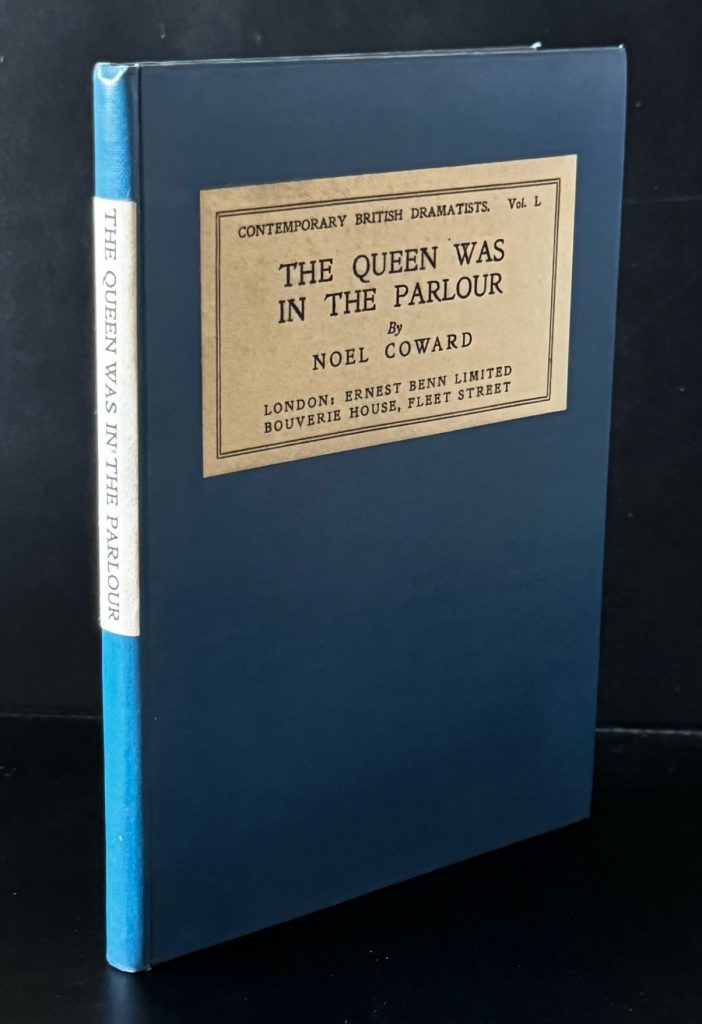 THE QUEEN WAS IN THE PARLOUR
CONTEMPORARY BRITISH DRAMATISTS. Vol. L
THE QUEEN WAS
IN THE PARLOUR
By
NOEL COWARD
LONDON: ERNEST BENN LIMITED
BOUVERIE HOUSE, FLEET STREET